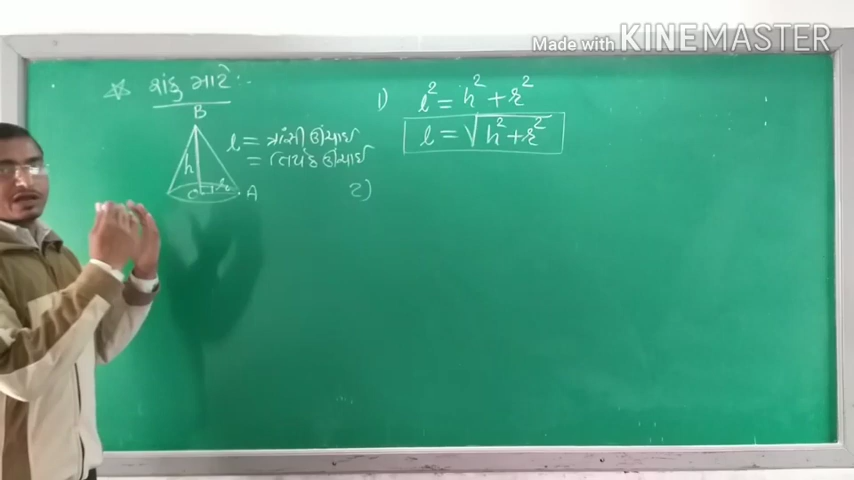 Made with KINEMASTER
☆ શંકુ માટે :-
B
h
r
A
l = ત્રાંસી ઊંચાઈ
= તિર્યક ઊંચાઈ
1) l² = h² + r²
l = √h² + r²
2)